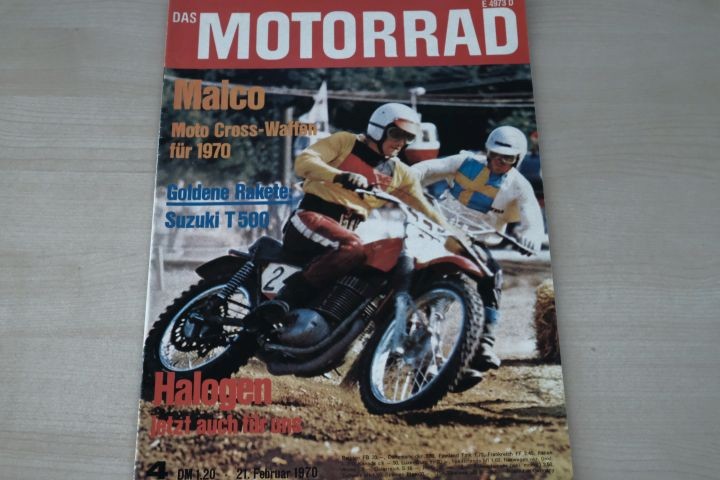 E 4973 D
DAS MOTORRAD
Maico
Moto Cross-Waffen
für 1970
Goldene Rakete:
Suzuki T 500
2
Halogen
jetzt auch für uns
4 DM 1,20 21. Februar 1970